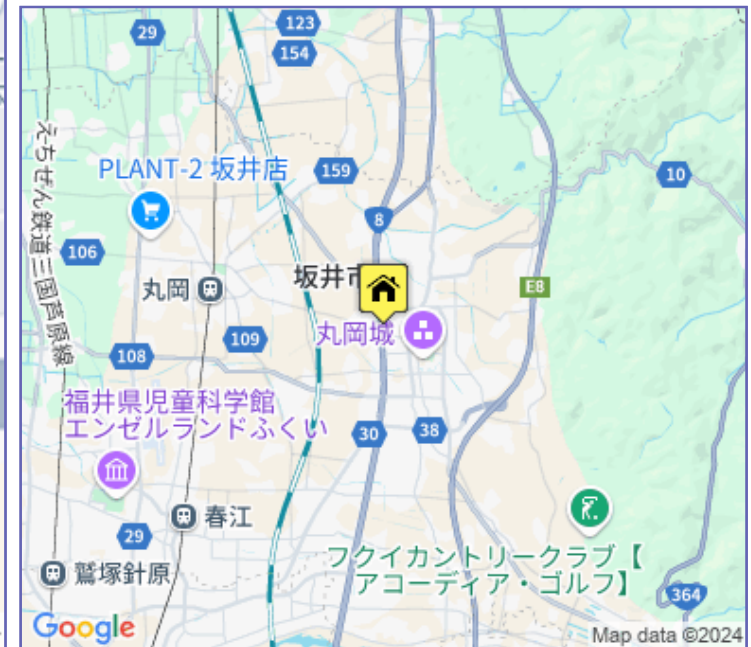 123
29
154
えちぜん鉄道三国芦原線
PLANT-2 坂井店
159
10
8
106
坂井市
丸岡
E8
丸岡城
109
108
福井県児童科学館
エンゼルランドふくい
30
38
春江
29
フクイカントリークラブ【
アコーディア・ゴルフ】
鷲塚針原
364
Google
Map data ©2024